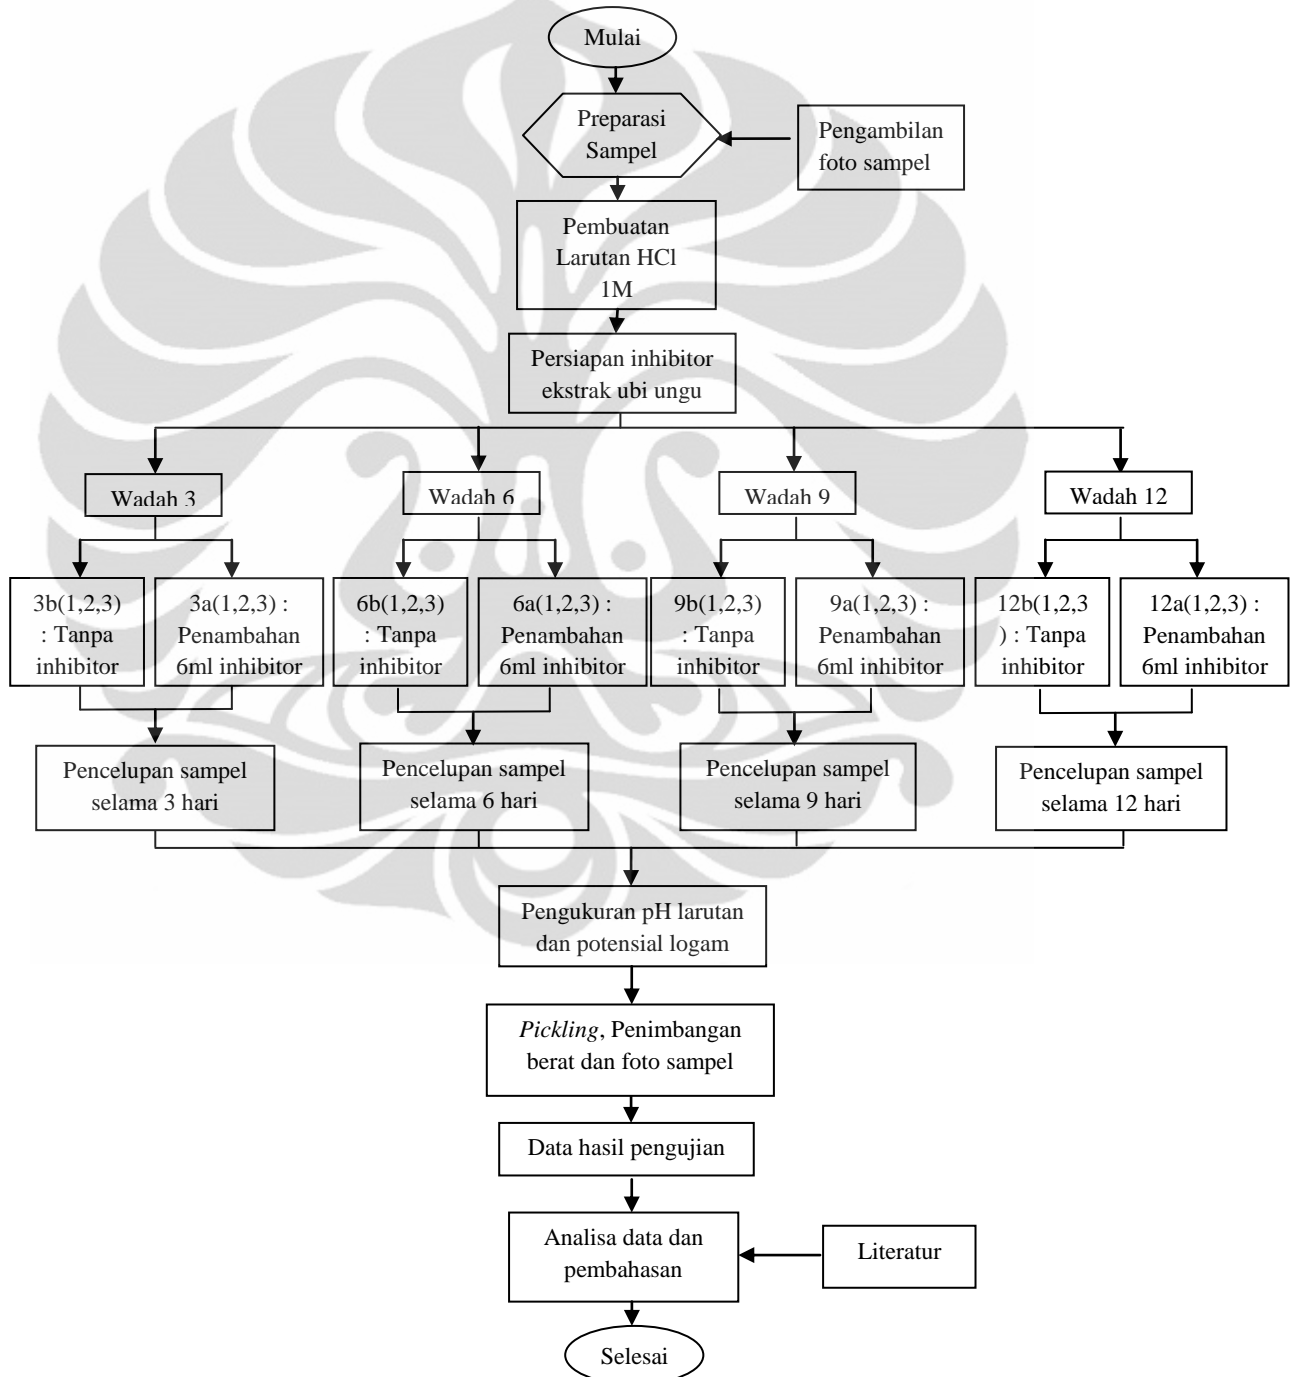 Mulai
Preparasi
Sampel
Pengambilan
foto sampel
Pembuatan
Larutan HCl
1M
Persiapan inhibitor
ekstrak ubi ungu
Wadah 3
Wadah 6
Wadah 9
Wadah 12
3b(1,2,3)
: Tanpa
inhibitor
3a(1,2,3) :
Penambahan
6ml inhibitor
6b(1,2,3)
: Tanpa
inhibitor
6a(1,2,3) :
Penambahan
6ml inhibitor
9b(1,2,3)
: Tanpa
inhibitor
9a(1,2,3) :
Penambahan
6ml inhibitor
12b(1,2,3
) : Tanpa
inhibitor
12a(1,2,3) :
Penambahan
6ml inhibitor
Pencelupan sampel
selama 3 hari
Pencelupan sampel
selama 6 hari
Pencelupan sampel
selama 9 hari
Pencelupan sampel
selama 12 hari
Pengukuran pH larutan
dan potensial logam
Pickling, Penimbangan
berat dan foto sampel
Data hasil pengujian
Analisa data dan
pembahasan
Literatur
Selesai